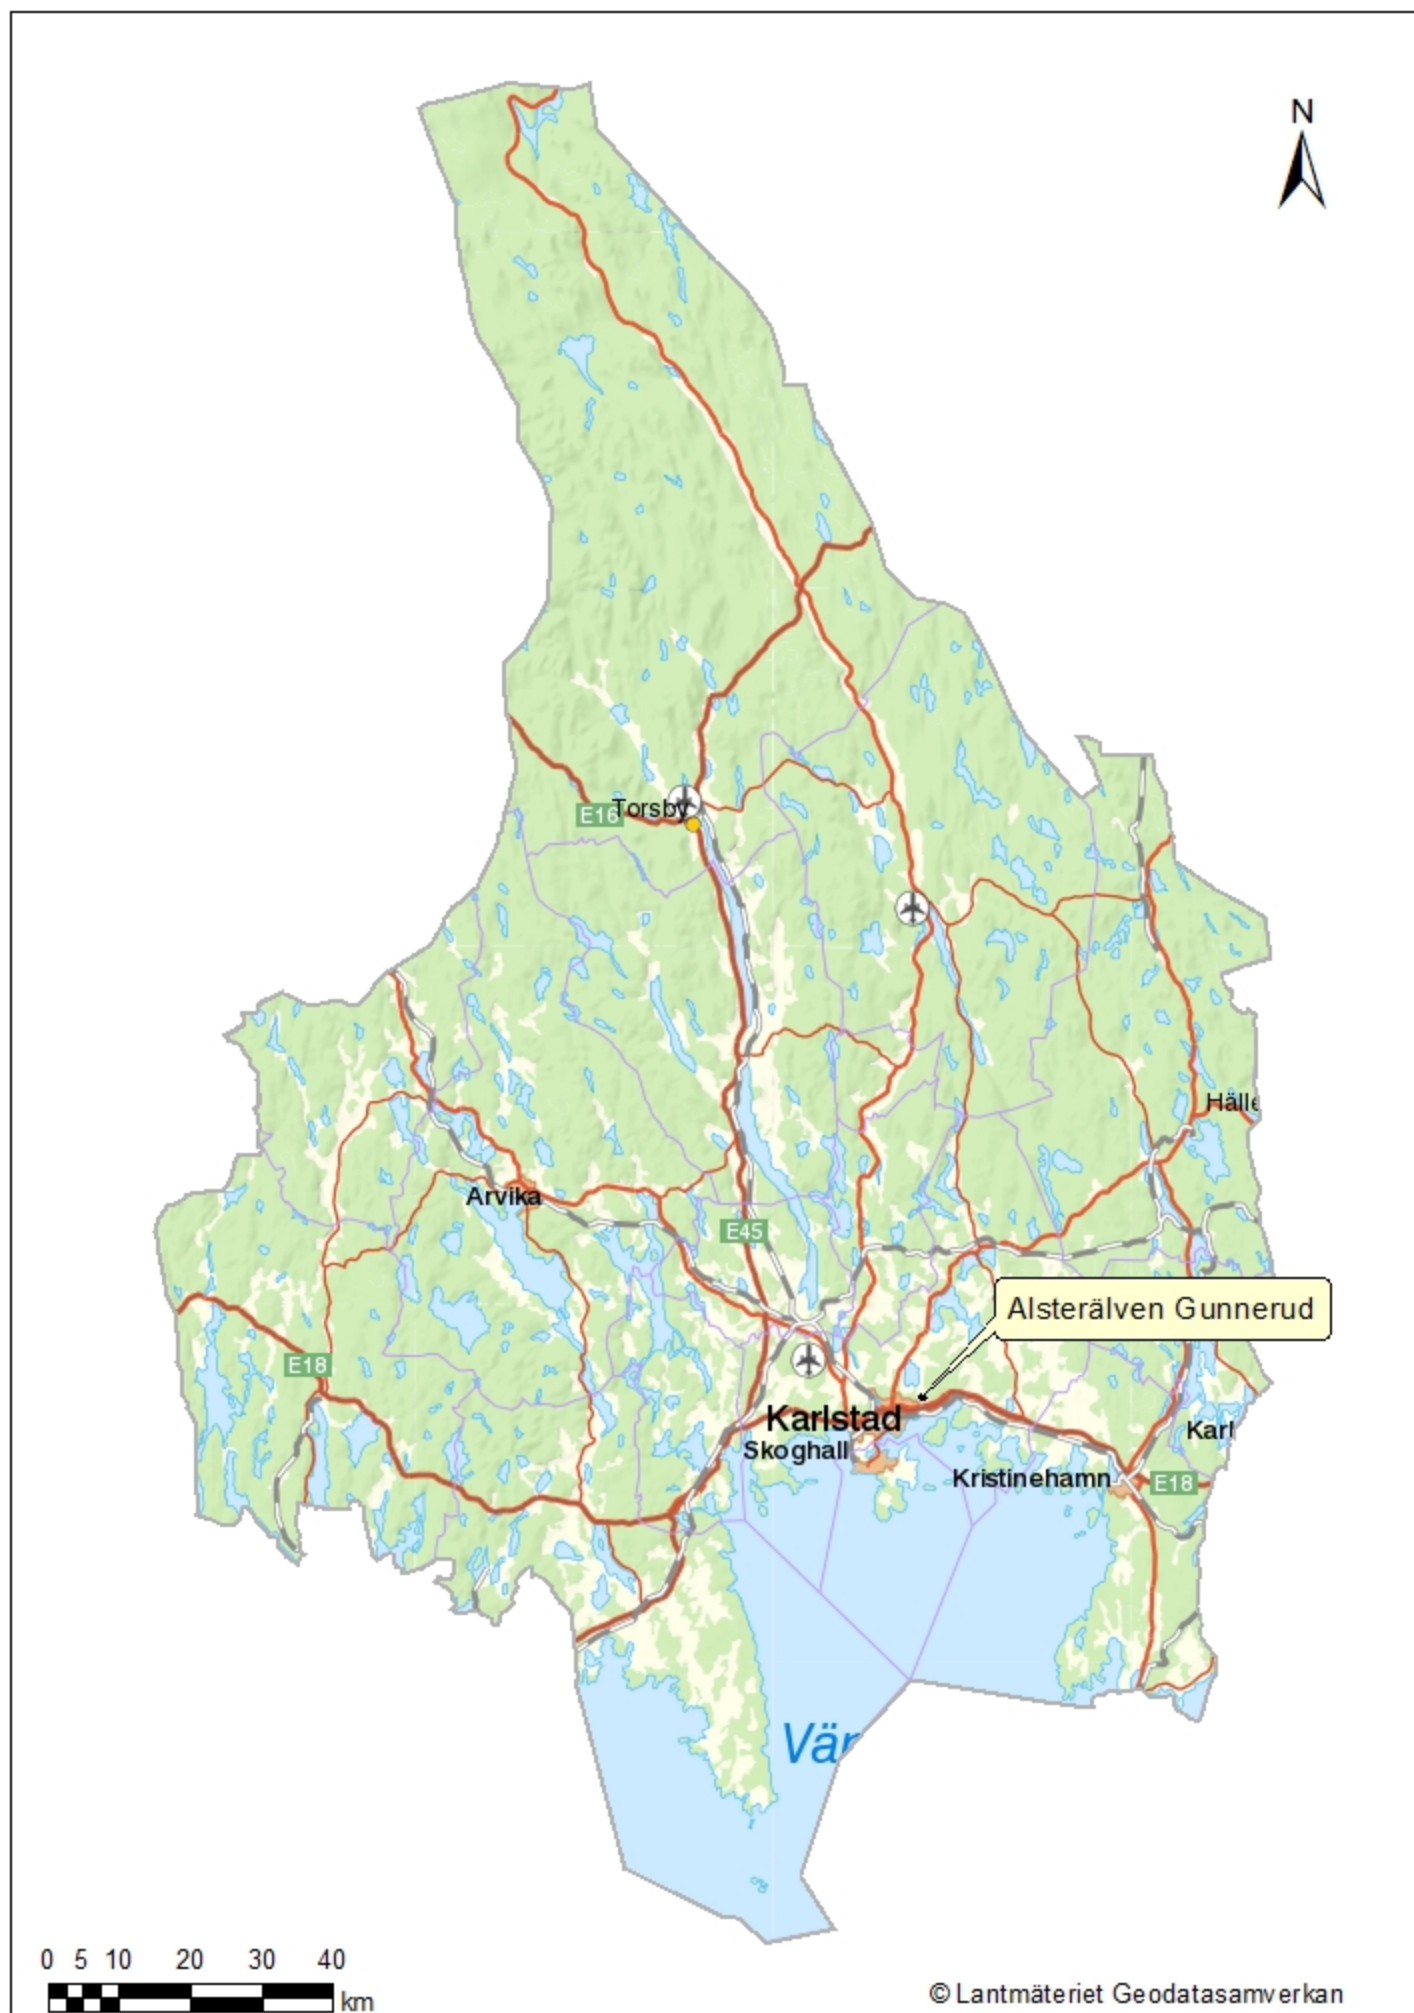 N
E16
Torsby
Hälle
Arvika
E45
Alsterälven Gunnerud
E18
Karlstad
Karl
Skoghall
Kristinehamn
E18
Vär
0 5 10 20 30 40
km
© Lantmäteriet Geodatasamverkan